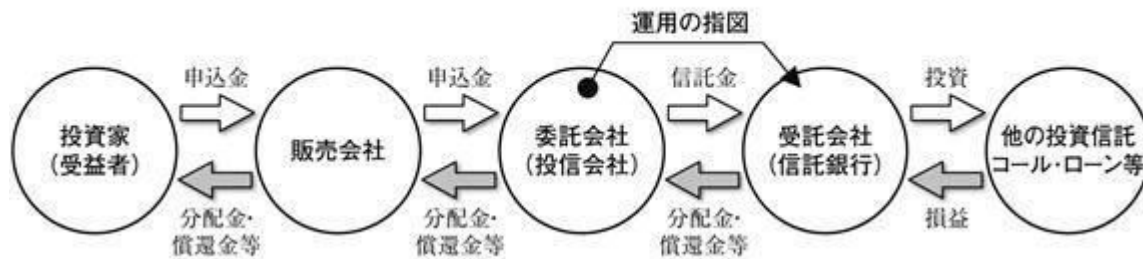 運用の指図
申込金
申込金
信託金
投資
投資家
（受益者）
販売会社
委託会社
（投信会社）
受託会社
（信託銀行）
他の投資信託
コール・ローン等
分配金・
償還金等
分配金・
償還金等
分配金・
償還金等
損益